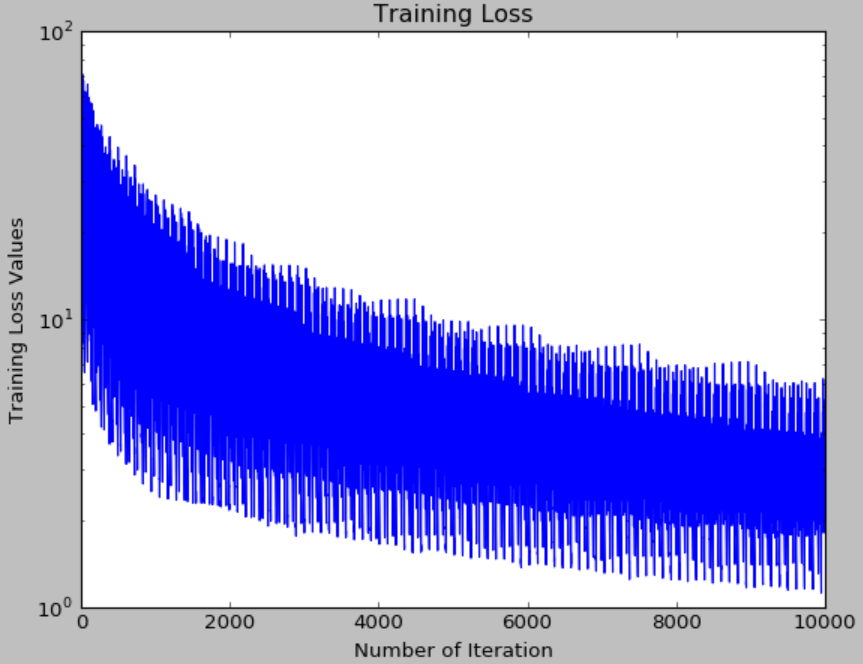 Training Loss
10²
10¹
10⁰
Training Loss Values
0 2000 4000 6000 8000 10000
Number of Iteration